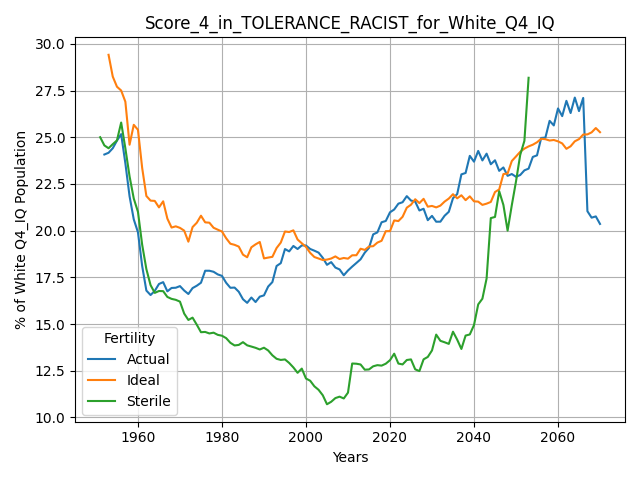 Score_4_in_TOLERANCE_RACIST_for_White_Q4_IQ
% of White Q4_IQ Population
30.0
27.5
25.0
22.5
20.0
17.5
15.0
12.5
10.0
Fertility
Actual
Ideal
Sterile
1960 1980 2000 2020 2040 2060
Years